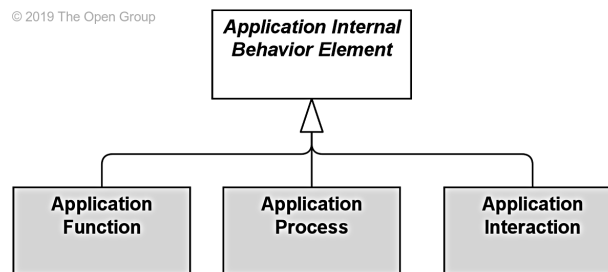 © 2019 The Open Group
Application Internal
Behavior Element
Application
Function
Application
Process
Application
Interaction